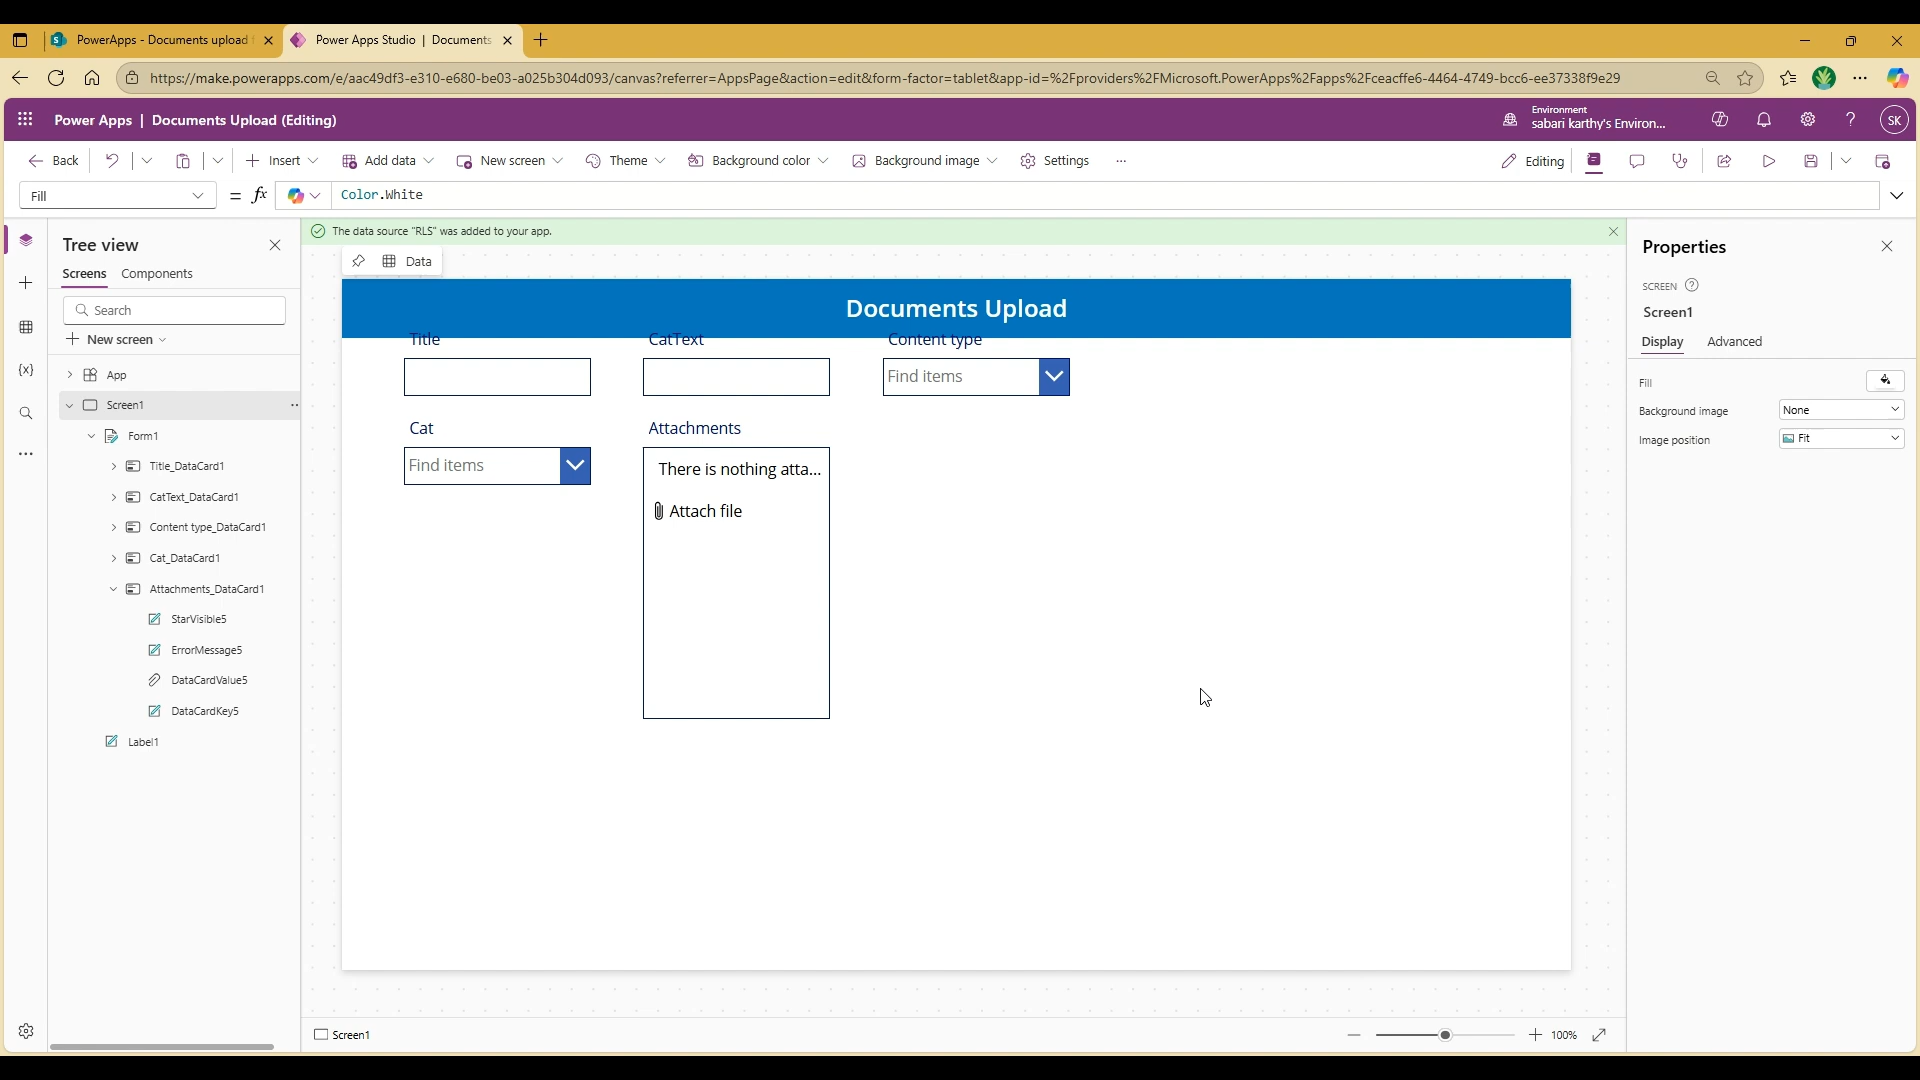 PowerApps - Documents upload
Power Apps Studio | Documents
https://make.powerapps.com/e/aac49df3-e310-e680-be03-a025b304d093/canvas?referrer=AppsPage&action=edit&form-factor=tablet&app-id=%2Fproviders%2FMicrosoft.PowerApps%2Fapps%2Fceacffe6-4464-4749-bcc6-ee37338f9e29
Power Apps | Documents Upload (Editing)
Environment
sabari karthy's Environ...
SK
Back
Insert
Add data
New screen
Theme
Background color
Background image
Settings
...
Editing
Fill
= fx
Color.White
Tree view
Screens
Components
Search
New screen
App
Screen1
Form1
Title_DataCard1
CatText_DataCard1
Content type_DataCard1
Cat_DataCard1
Attachments_DataCard1
StarVisible5
ErrorMessage5
DataCardValue5
DataCardKey5
Label1
The data source "RLS" was added to your app.
Data
Documents Upload
Title
CatText
Content type
Find items
Cat
Attachments
Find items
There is nothing atta...
Attach file
Screen1
100%
Properties
SCREEN
Screen1
Display
Advanced
Fill
Background image
None
Image position
Fit